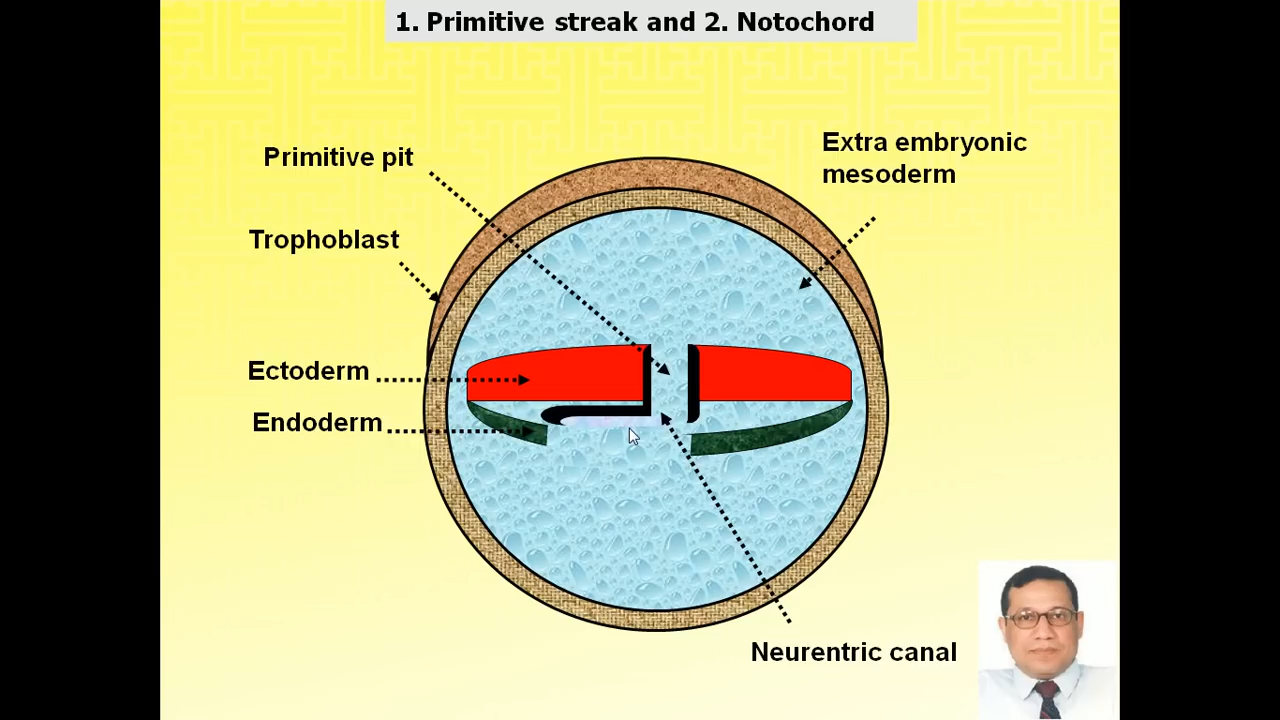 1. Primitive streak and 2. Notochord
Primitive pit
Extra embryonic
mesoderm
Trophoblast
Ectoderm
Endoderm
Neurentric canal